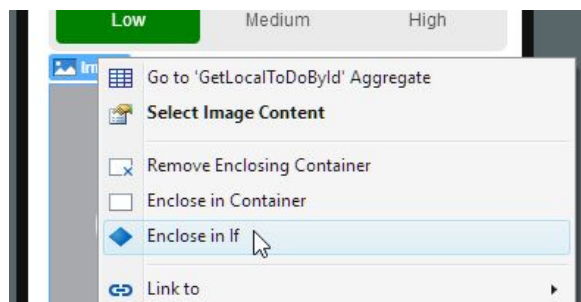 Low Medium High
Go to 'GetLocalToDoById' Aggregate
Select Image Content
Remove Enclosing Container
Enclose in Container
Enclose in If
Link to